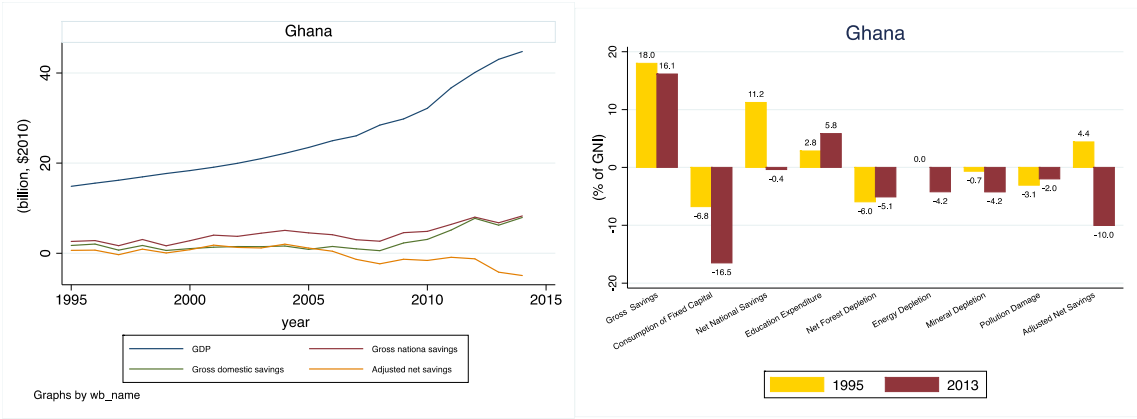 Ghana
(billion, $2010)
40
20
0
1995 2000 2005 2010 2015
year
GDP Gross nationa savings
Gross domestic savings Adjusted net savings
Graphs by wb_name
Ghana
(% of GNI)
20
10
0
-10
-20
18.0 16.1
-6.8 -16.5
11.2 -0.4
2.8 5.8
-6.0 -5.1
0.0 -4.2
-0.7 -4.2
-3.1 -2.0
4.4 -10.0
Gross Savings
Consumption of Fixed Capital
Net National Savings
Education Expenditure
Net Forest Depletion
Energy Depletion
Mineral Depletion
Pollution Damage
Adjusted Net Savings
1995 2013